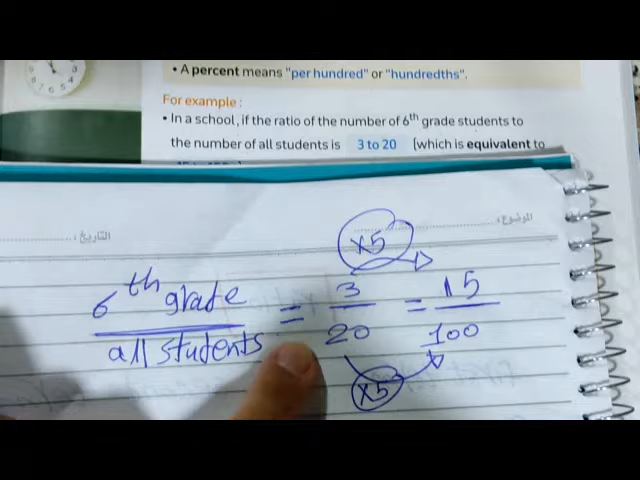 • A percent means "per hundred" or "hundredths".
For example :
• In a school, if the ratio of the number of 6th grade students to
the number of all students is 3 to 20 (which is equivalent to
التاريخ:
الموضوع:
×5
6th grade / all students = 3 / 20 = 15 / 100
×5